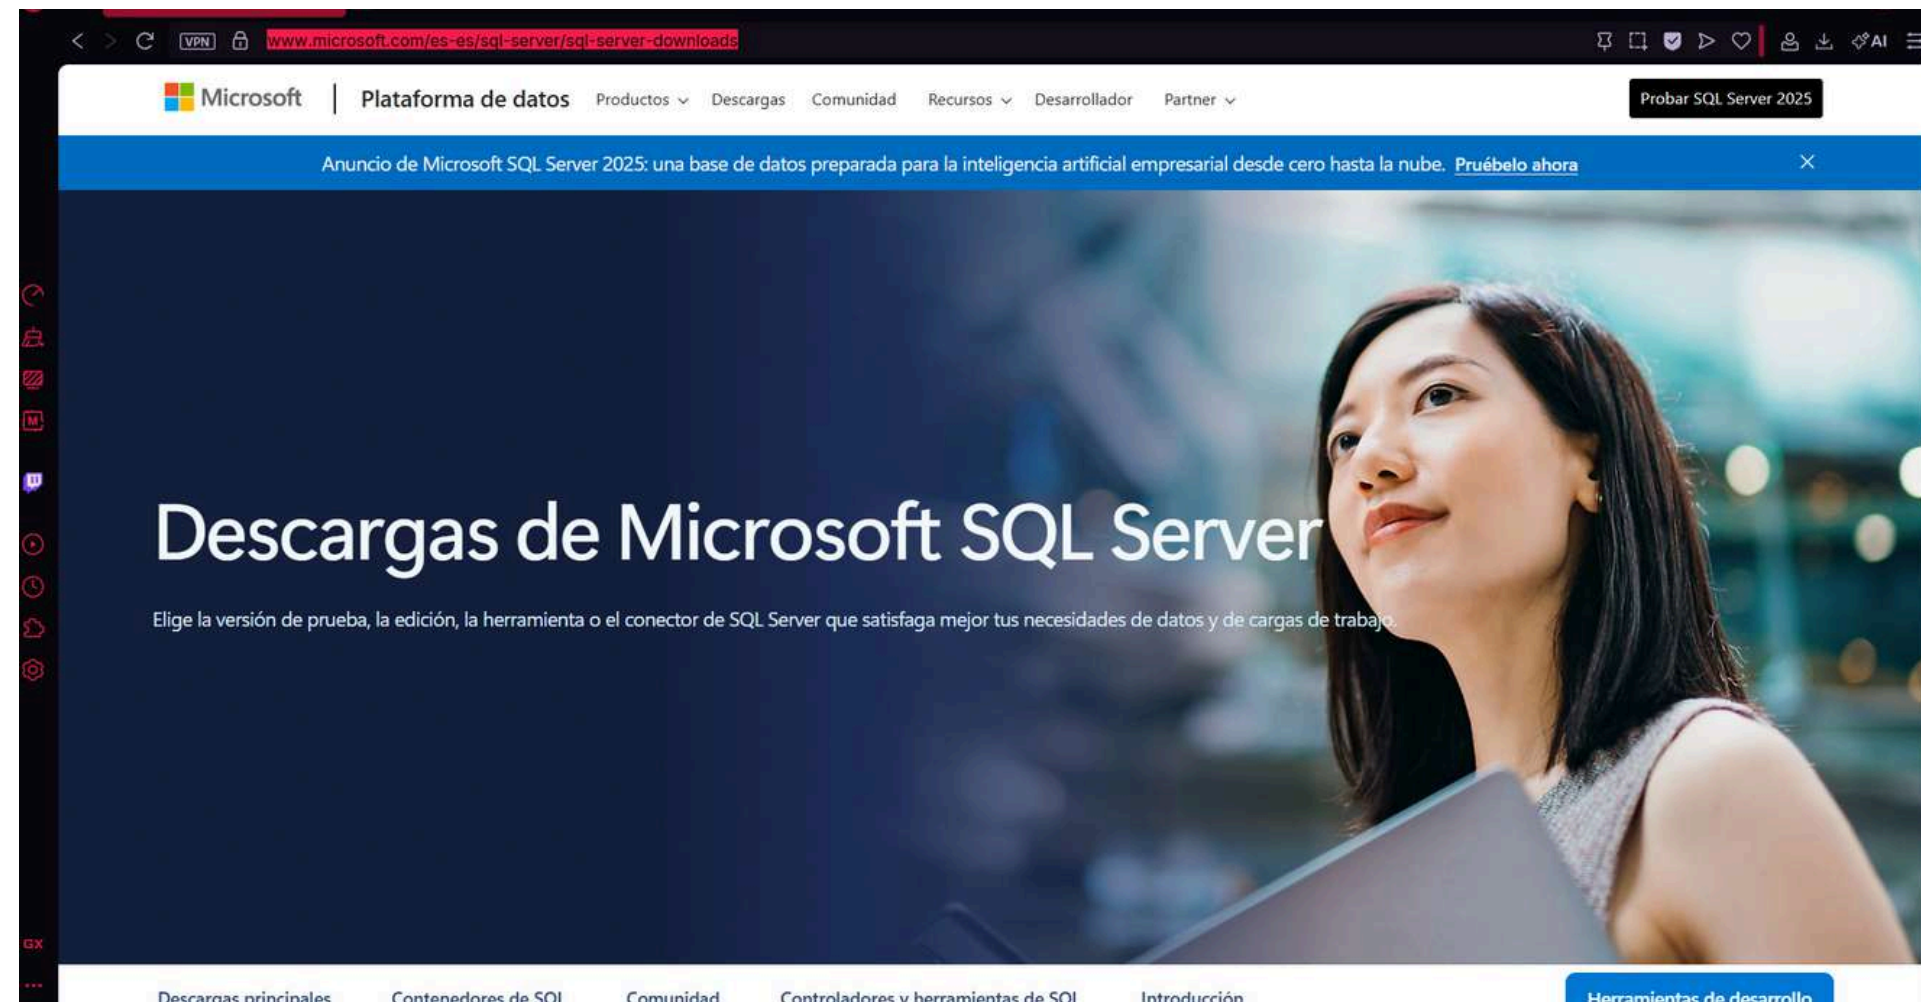 VPN www.microsoft.com/es-es/sql-server/sql-server-downloads AI
Microsoft Plataforma de datos Productos Descargas Comunidad Recursos Desarrollador Partner Probar SQL Server 2025
Anuncio de Microsoft SQL Server 2025: una base de datos preparada para la inteligencia artificial empresarial desde cero hasta la nube. Pruébelo ahora
M
Descargas de Microsoft SQL Server
Elige la versión de prueba, la edición, la herramienta o el conector de SQL Server que satisfaga mejor tus necesidades de datos y de cargas de trabajo.
GX
Descargas principales Contenedores de SQL Comunidad Controladores y herramientas de SQL Introducción Herramientas de desarrollo